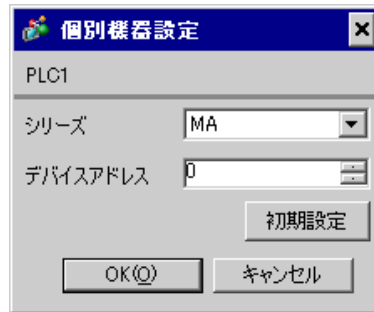 個別機器設定
PLC1
シリーズ MA
デバイスアドレス 0
初期設定
OK(O) キャンセル